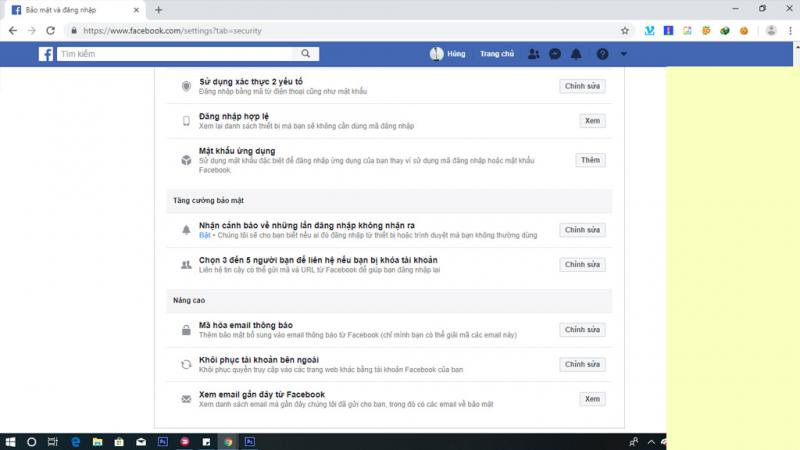 Bảo mật và đăng nhập
https://www.facebook.com/settings?tab=security
Tìm kiếm
Hùng
Trang chủ
Sử dụng xác thực 2 yếu tố
Đăng nhập bằng mã từ điện thoại cũng như mật khẩu
Chỉnh sửa
Đăng nhập hợp lệ
Xem lại danh sách thiết bị mà bạn sẽ không cần dùng mã đăng nhập
Xem
Mật khẩu ứng dụng
Sử dụng mật khẩu đặc biệt để đăng nhập ứng dụng của bạn thay vì sử dụng mã đăng nhập hoặc mật khẩu
Facebook.
Thêm
Tăng cường bảo mật
Nhận cảnh báo về những lần đăng nhập không nhận ra
Bật • Chúng tôi sẽ cho bạn biết nếu ai đó đăng nhập từ thiết bị hoặc trình duyệt mà bạn không thường dùng
Chỉnh sửa
Chọn 3 đến 5 người bạn để liên hệ nếu bạn bị khóa tài khoản
Liên hệ tin cậy có thể gửi mã và URL từ Facebook để giúp bạn đăng nhập lại
Chỉnh sửa
Nâng cao
Mã hóa email thông báo
Thêm bảo mật bổ sung vào email thông báo từ Facebook (chỉ mình bạn có thể giải mã các email này)
Chỉnh sửa
Khôi phục tài khoản bên ngoài
Khôi phục quyền truy cập vào các trang web khác bằng tài khoản Facebook của bạn
Chỉnh sửa
Xem email gần đây từ Facebook
Xem danh sách email mà gần đây chúng tôi đã gửi cho bạn, trong đó có các email về bảo mật
Xem